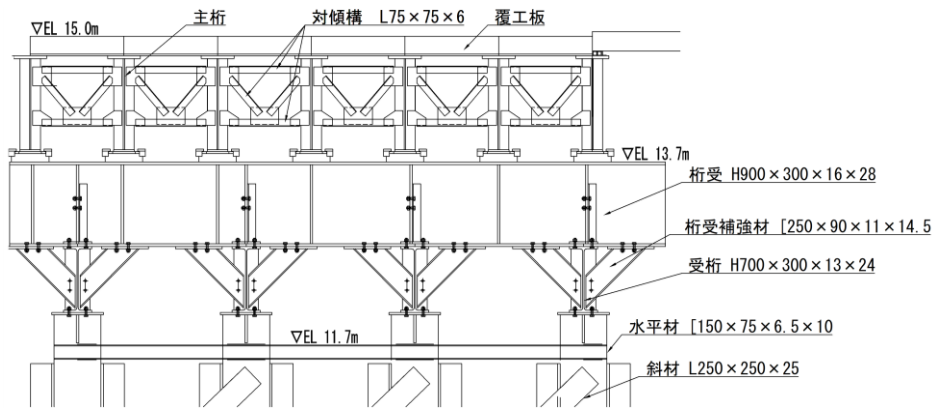 ▽EL 15.0m
主桁
対傾構 L75×75×6
覆工板
▽EL 13.7m
桁受 H900×300×16×28
桁受補強材 [250×90×11×14.5
受桁 H700×300×13×24
▽EL 11.7m
水平材 [150×75×6.5×10
斜材 L250×250×25